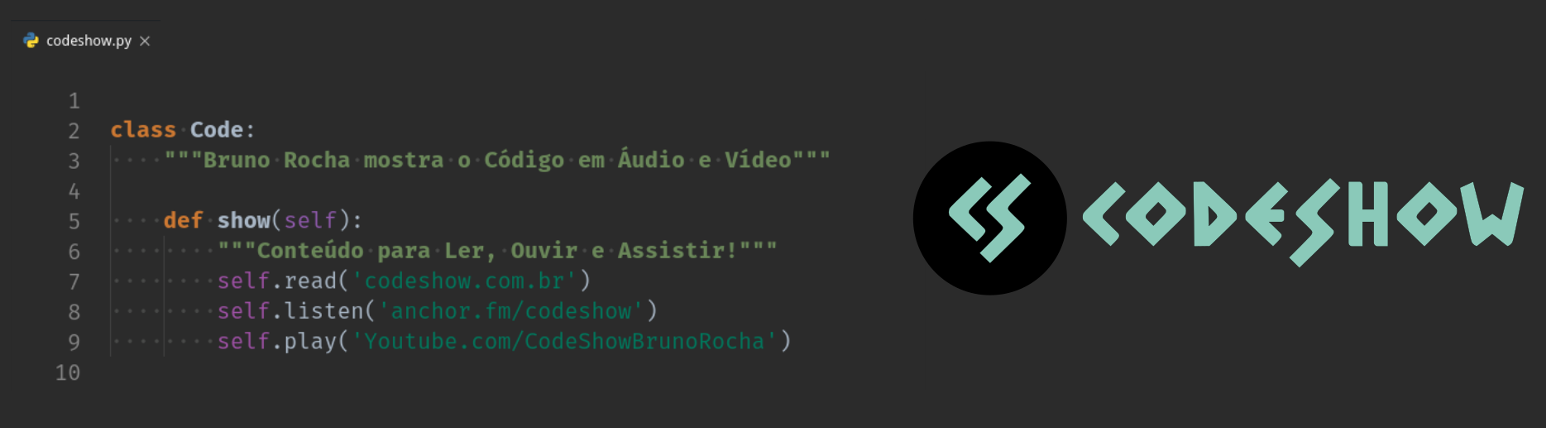 codeshow.py
1
2 class Code:
3 """Bruno Rocha mostra o Código em Áudio e Vídeo"""
4
5 def show(self):
6 """Conteúdo para Ler, Ouvir e Assistir!"""
7 self.read('codeshow.com.br')
8 self.listen('anchor.fm/codeshow')
9 self.play('Youtube.com/CodeShowBrunoRocha')
10
CS CODESHOW